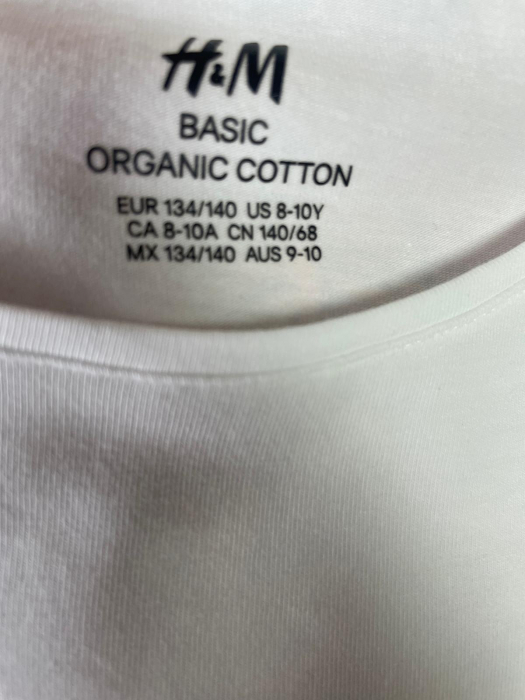 H&M
BASIC
ORGANIC COTTON
EUR 134/140 US 8-10Y
CA 8-10A CN 140/68
MX 134/140 AUS 9-10